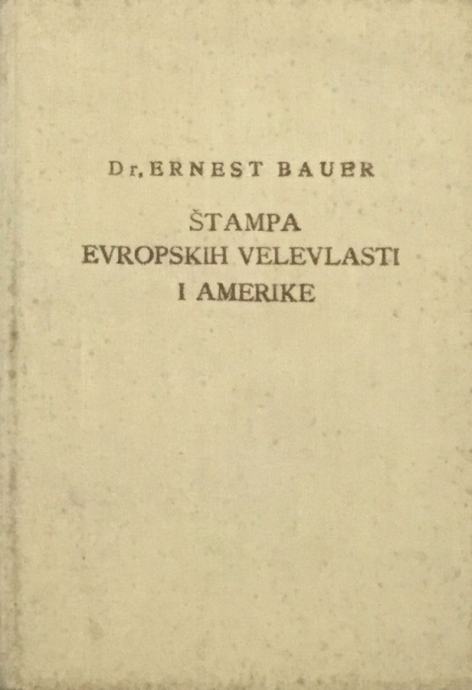 Dr. ERNEST BAUER
ŠTAMPA
EVROPSKIH VELEVLASTI
I AMERIKE